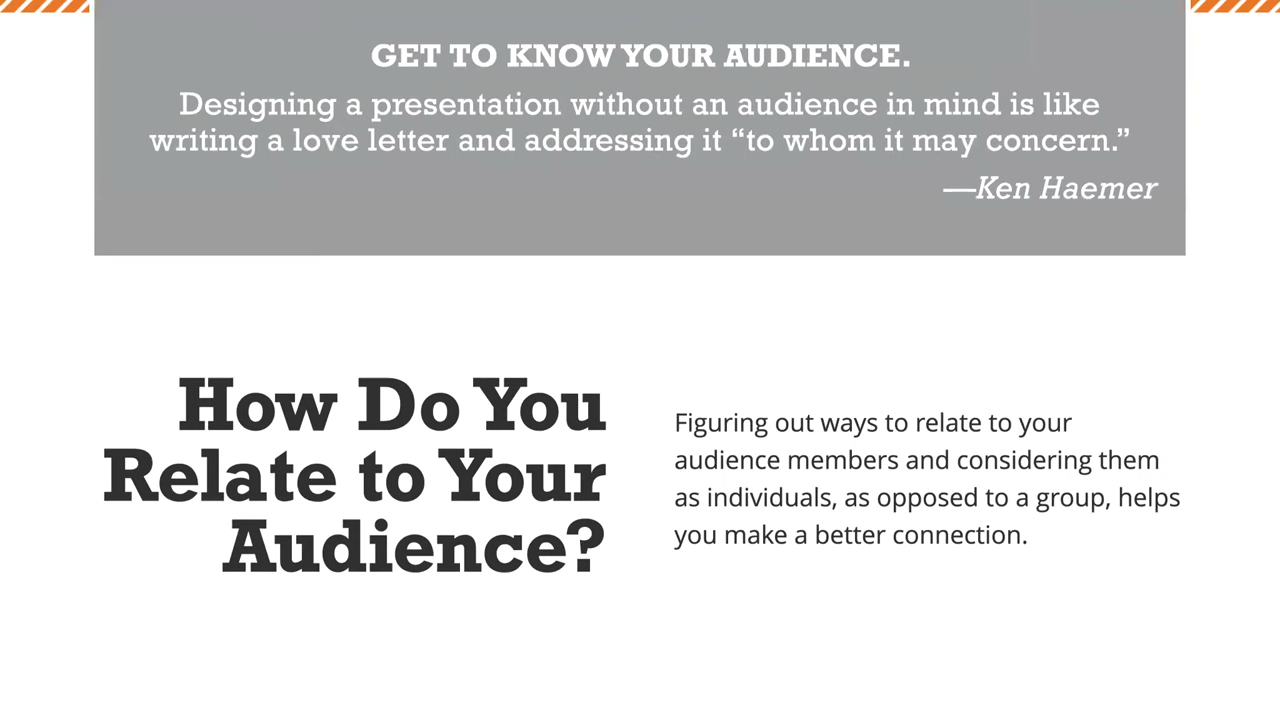 GET TO KNOW YOUR AUDIENCE.
Designing a presentation without an audience in mind is like
writing a love letter and addressing it “to whom it may concern.”
—Ken Haemer
How Do You
Relate to Your
Audience?
Figuring out ways to relate to your
audience members and considering them
as individuals, as opposed to a group, helps
you make a better connection.